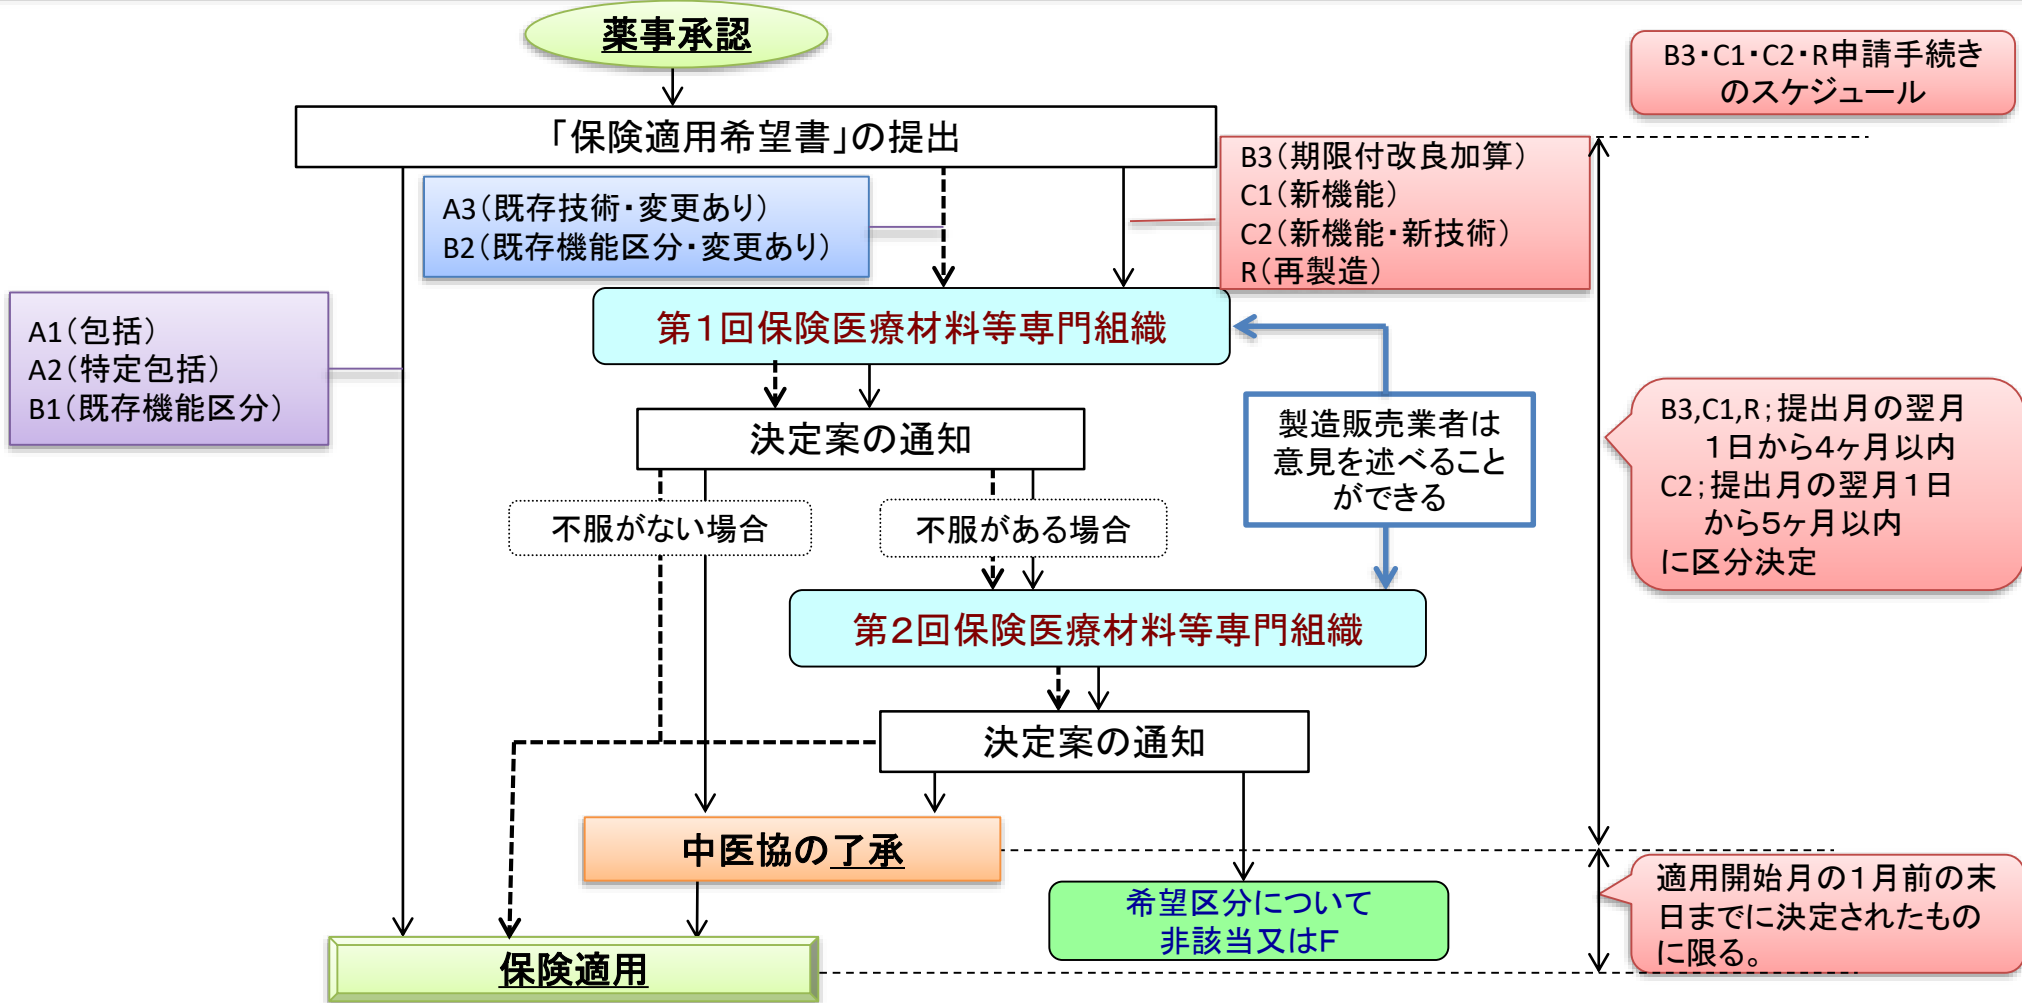 薬事承認
B3・C1・C2・R申請手続き
のスケジュール
「保険適用希望書」の提出
B3(期限付改良加算)
C1(新機能)
C2(新機能・新技術)
R(再製造)
A3(既存技術・変更あり)
B2(既存機能区分・変更あり)
A1(包括)
A2(特定包括)
B1(既存機能区分)
第1回保険医療材料等専門組織
決定案の通知
製造販売業者は
意見を述べること
ができる
B3,C1,R;提出月の翌月
1日から4ヶ月以内
C2;提出月の翌月1日
から5ヶ月以内
に区分決定
不服がない場合
不服がある場合
第2回保険医療材料等専門組織
決定案の通知
中医協の了承
希望区分について
非該当又はF
適用開始月の1月前の末
日までに決定されたもの
に限る。
保険適用